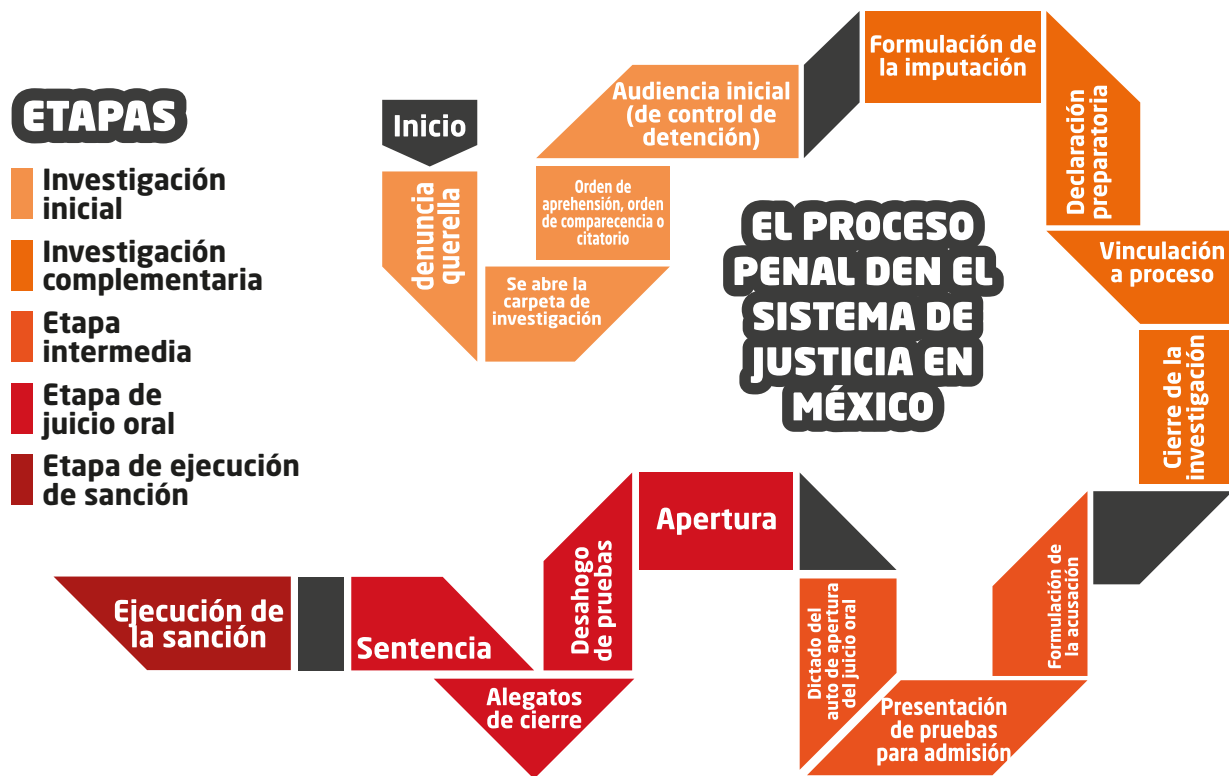 ETAPAS
Investigación
inicial
Investigación
complementaria
Etapa
intermedia
Etapa de
juicio oral
Etapa de ejecución
de sanción
EL PROCESO
PENAL DEN EL
SISTEMA DE
JUSTICIA EN
MÉXICO
Inicio
denuncia
querella
Se abre la
carpeta de
investigación
Orden de
aprehensión, orden
de comparecencia o
citatorio
Audiencia inicial
(de control de
detención)
Formulación de
la imputación
Declaración
preparatoria
Vinculación
a proceso
Cierre de la
investigación
Formulación de
la acusación
Presentación
de pruebas
para admisión
Dictado del
auto de apertura
del juicio oral
Apertura
Desahogo
de pruebas
Alegatos
de cierre
Sentencia
Ejecución de
la sanción